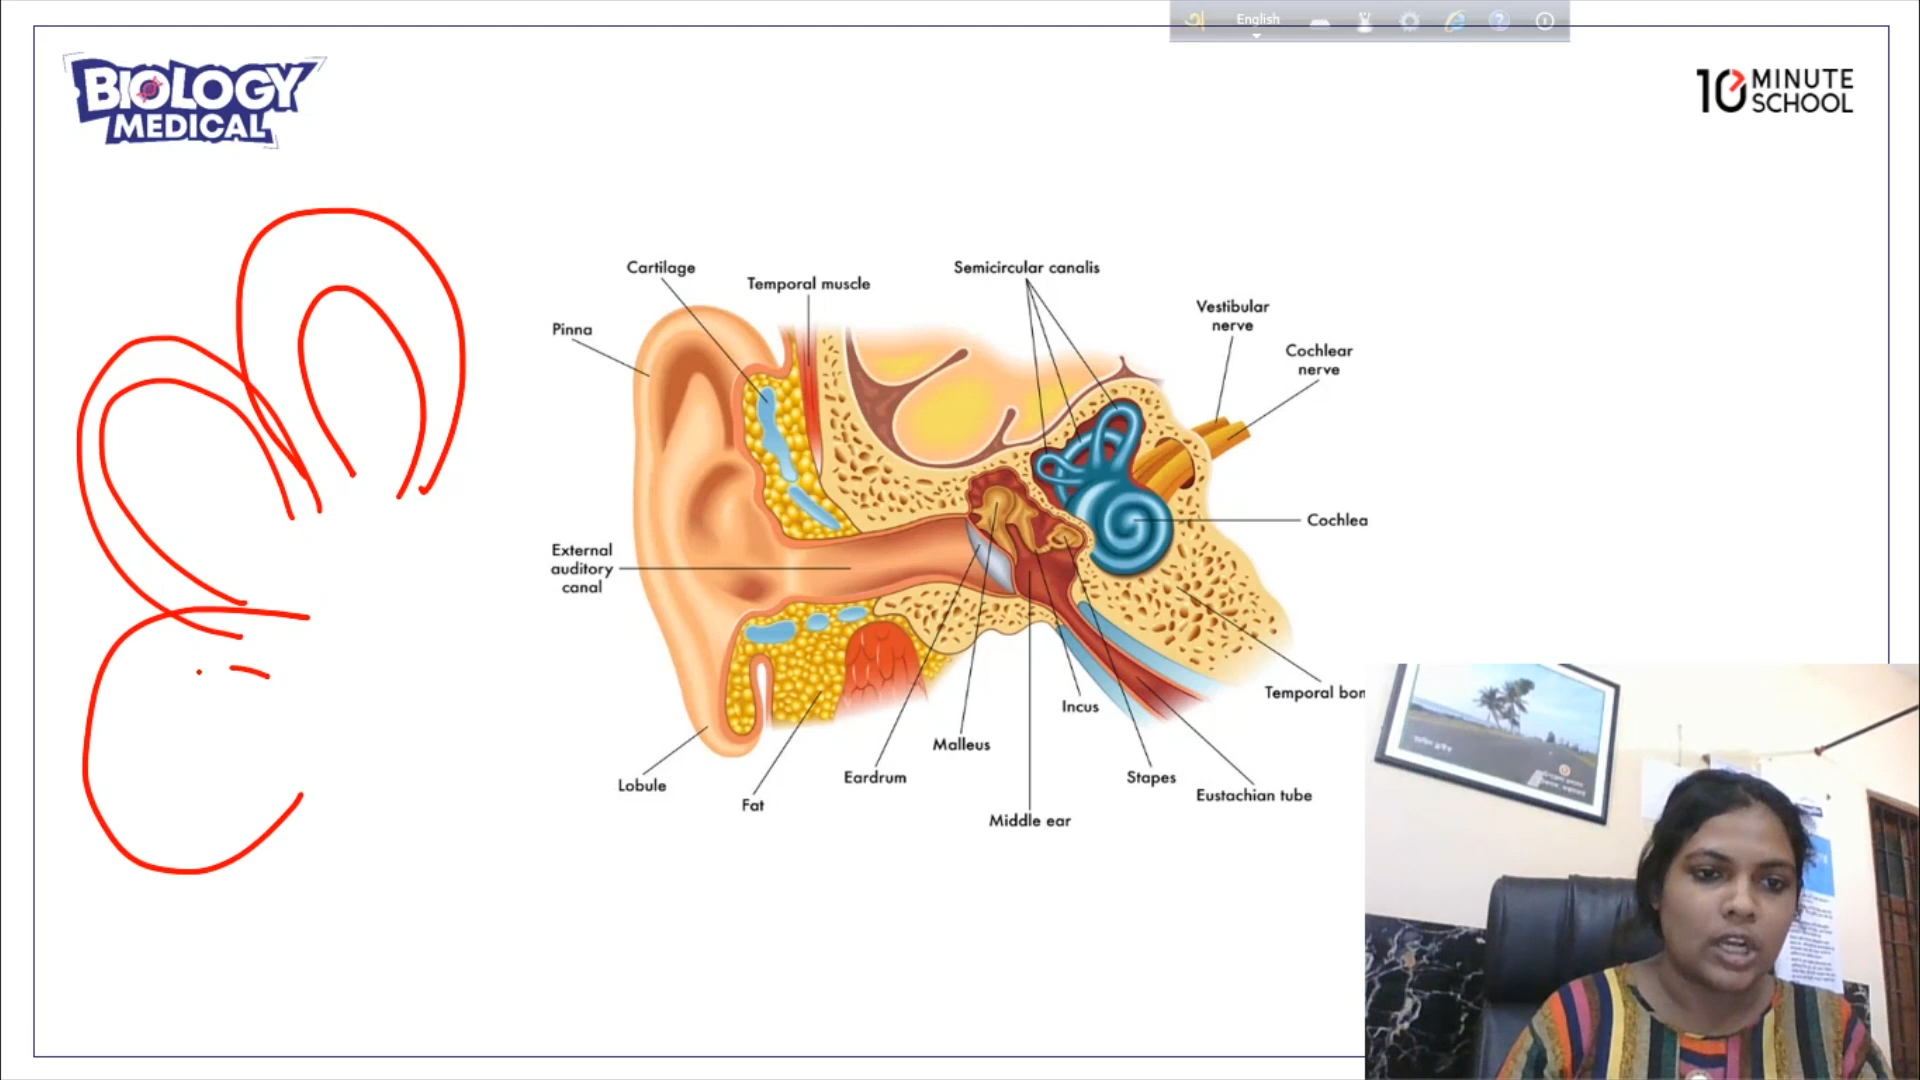 অ English
BIOLOGY
MEDICAL
10 MINUTE
SCHOOL
Cartilage
Temporal muscle
Semicircular canalis
Pinna
Vestibular
nerve
Cochlear
nerve
External
auditory
canal
Cochlea
Temporal bon
Incus
Malleus
Eardrum
Stapes
Lobule
Fat
Eustachian tube
Middle ear